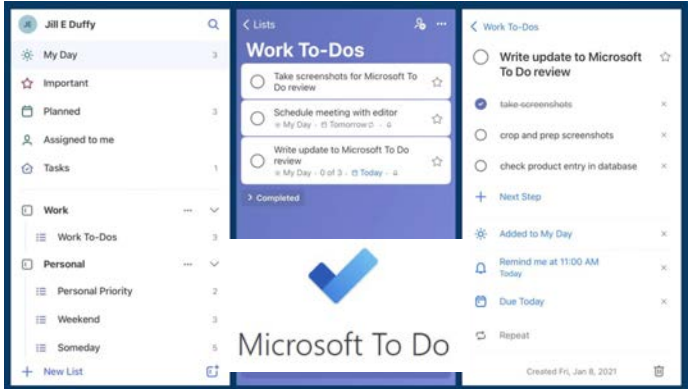 Jill E Duffy
My Day 3
Important
Planned 3
Assigned to me
Tasks 1
Work
Work To-Dos 3
Personal
Personal Priority 2
Weekend 3
Someday 5
New List
Lists
Work To-Dos
Take screenshots for Microsoft To
Do review
Schedule meeting with editor
My Day · Tomorrow
Write update to Microsoft To Do
review
My Day · 0 of 3 · Today
Completed
Microsoft To Do
Work To-Dos
Write update to Microsoft
To Do review
take screenshots
crop and prep screenshots
check product entry in database
Next Step
Added to My Day
Remind me at 11:00 AM
Today
Due Today
Repeat
Created Fri, Jan 8, 2021